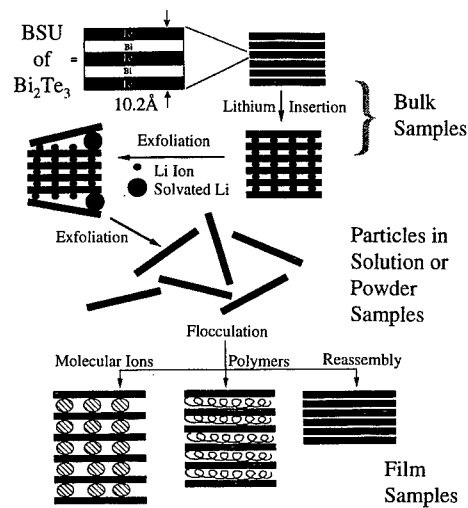 BSU
of
Bi2Te3
Te
Bi
Te
Bi
Te
10.2Å
Lithium Insertion
Bulk
Samples
Exfoliation
Li Ion
Solvated Li
Exfoliation
Particles in
Solution or
Powder
Samples
Flocculation
Molecular Ions
Polymers
Reassembly
Film
Samples